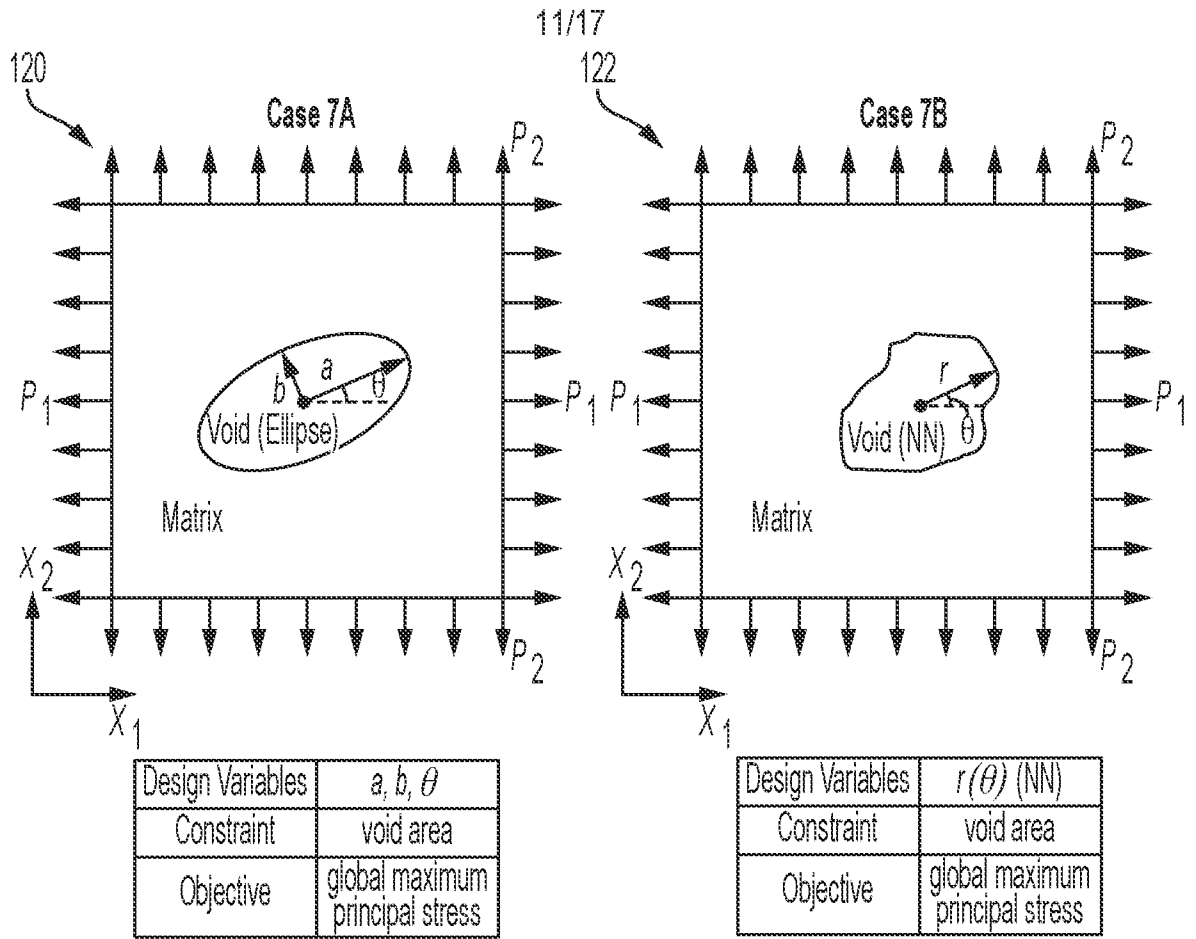 11/17
120
Case 7A
P2
b
a
θ
P1
P1
Void (Ellipse)
Matrix
X2
P2
X1
Design Variables a, b, θ
Constraint void area
Objective global maximum
principal stress
122
Case 7B
P2
r
P1
P1
Void (NN)
θ
Matrix
X2
P2
X1
Design Variables r(θ) (NN)
Constraint void area
Objective global maximum
principal stress